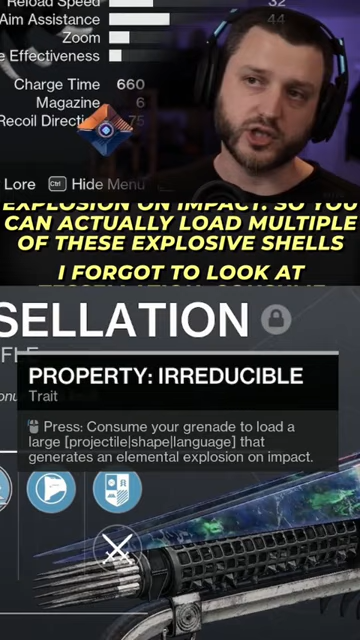 Reload Speed 32
Aim Assistance 44
Zoom
e Effectiveness
Charge Time 660
Magazine 6
Recoil Direction 75
Lore Ctrl Hide Menu
EXPLOSION ON IMPACT. SO YOU
CAN ACTUALLY LOAD MULTIPLE
OF THESE EXPLOSIVE SHELLS
I FORGOT TO LOOK AT
SELLATION
PROPERTY: IRREDUCIBLE
Trait
Press: Consume your grenade to load a
large [projectile|shape|language] that
generates an elemental explosion on impact.